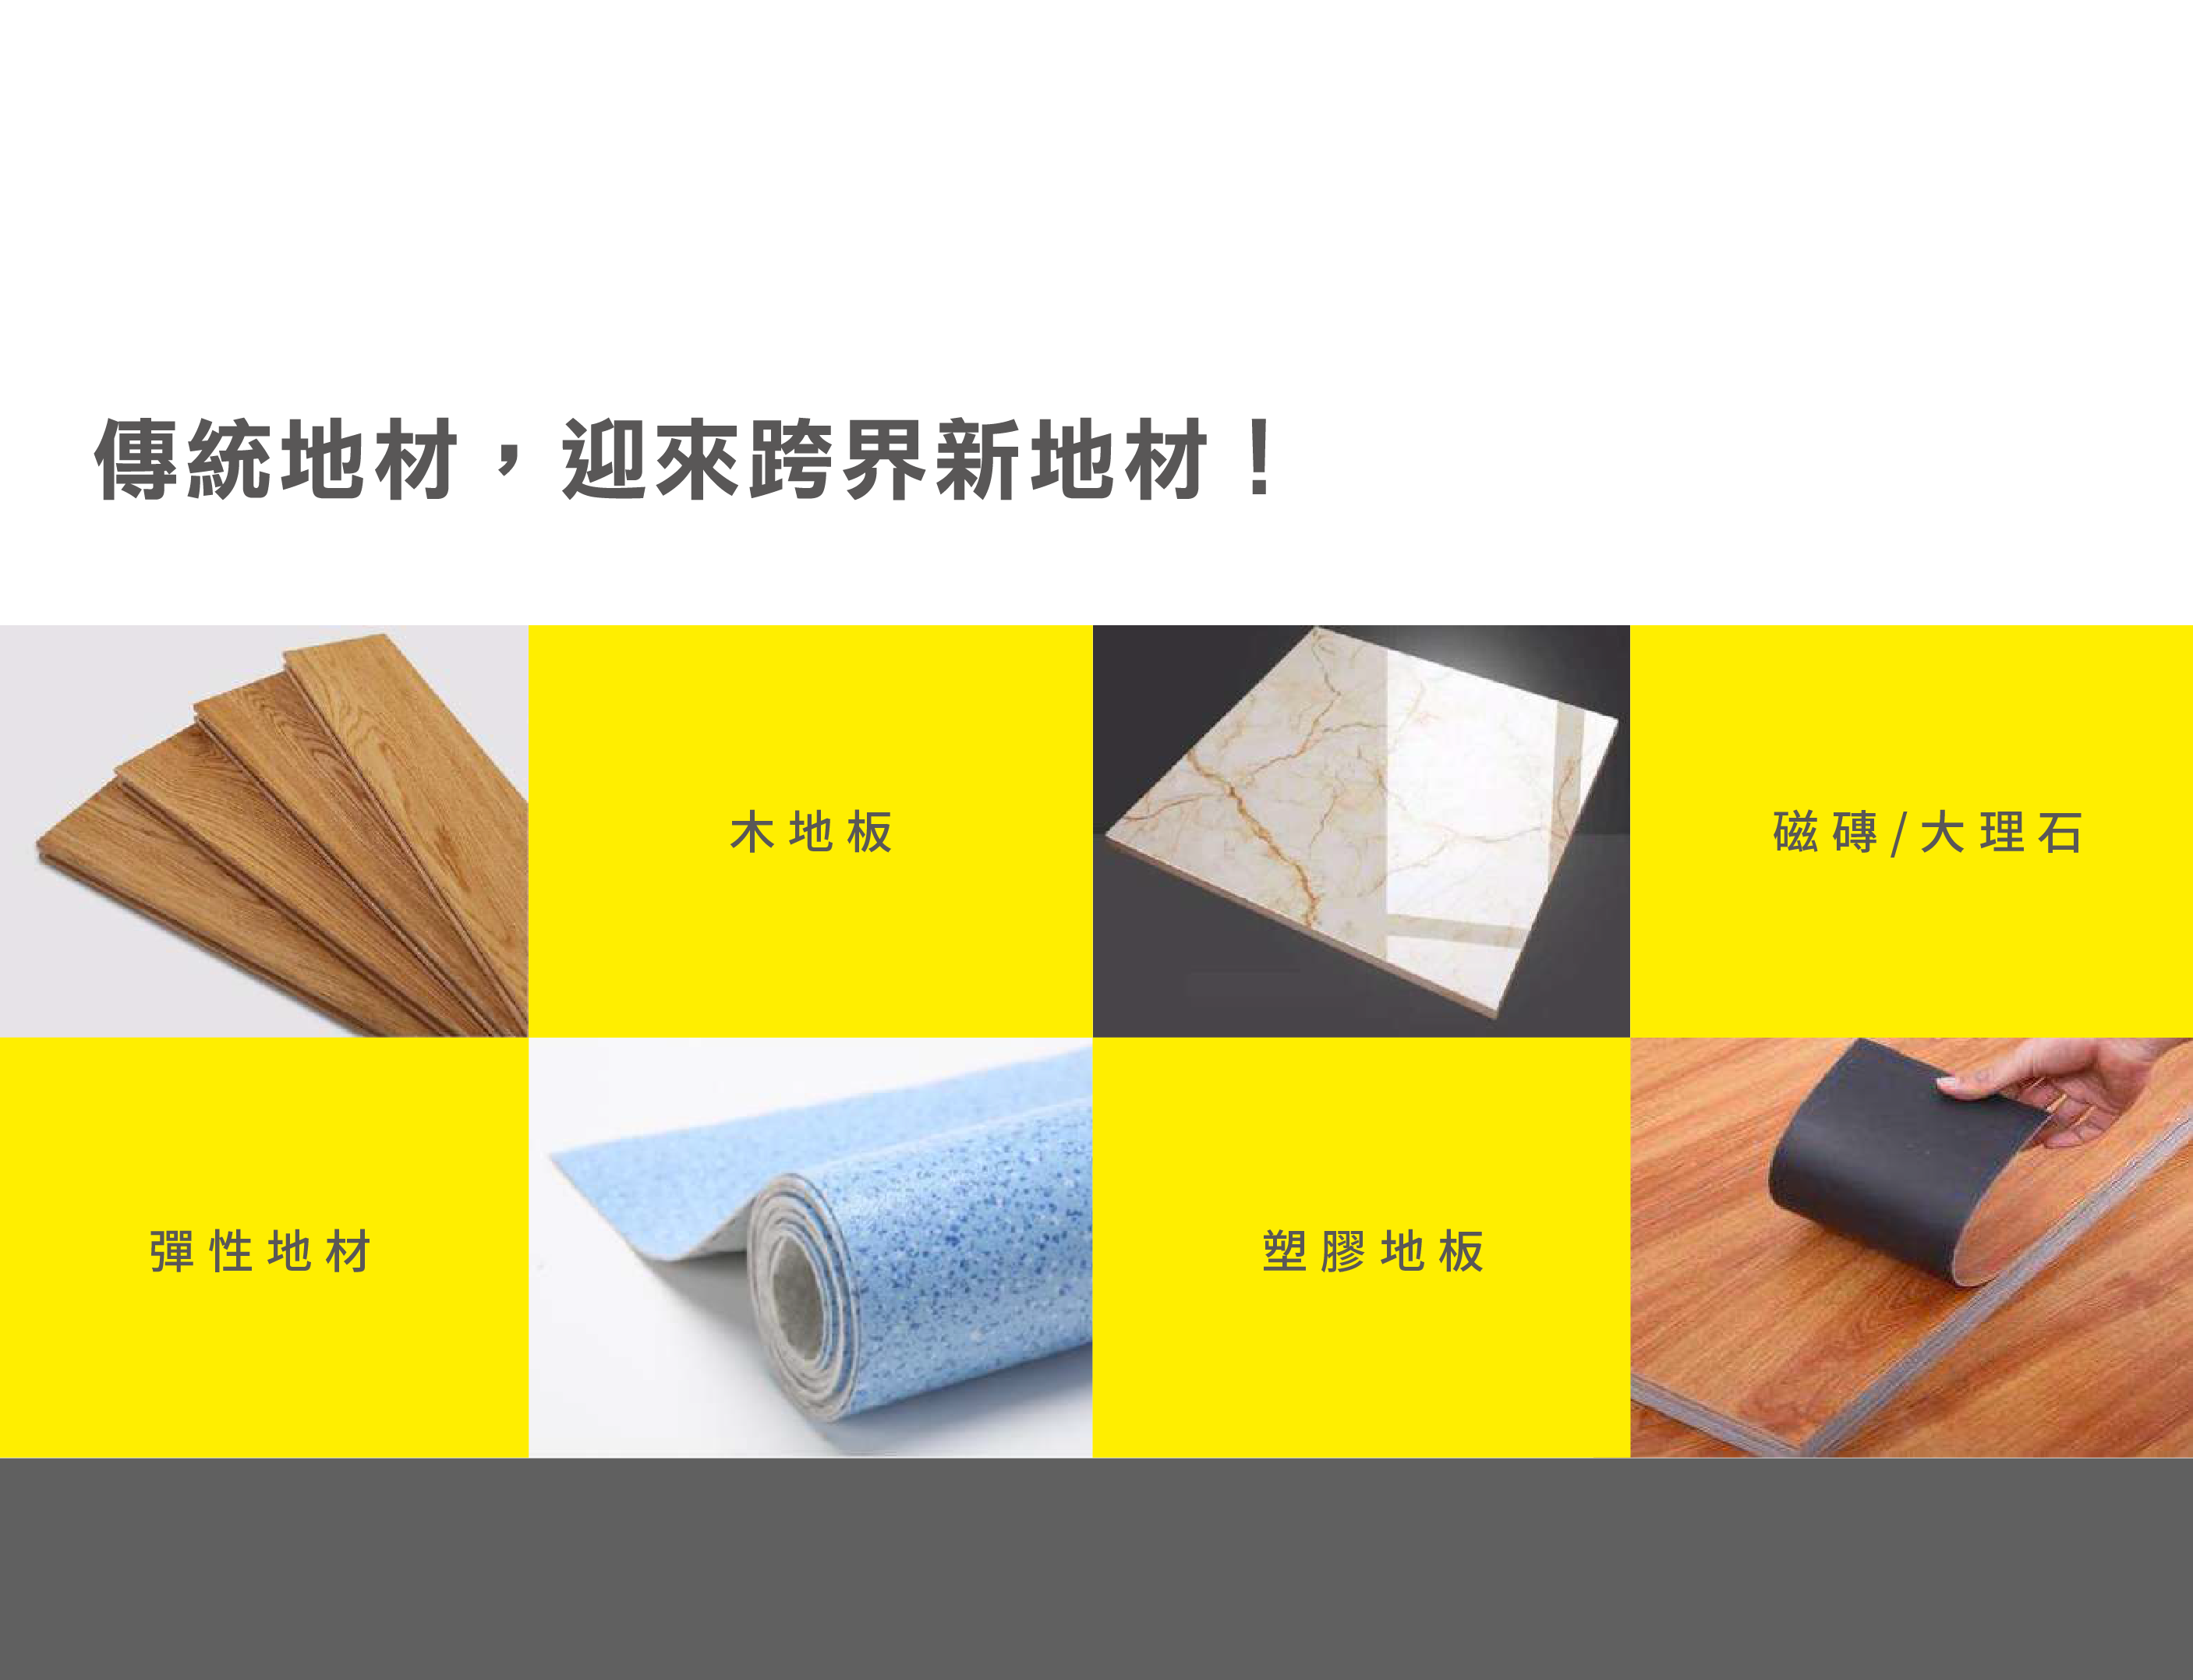 傳統地材，迎來跨界新地材！
木地板
磁磚/大理石
彈性地材
塑膠地板